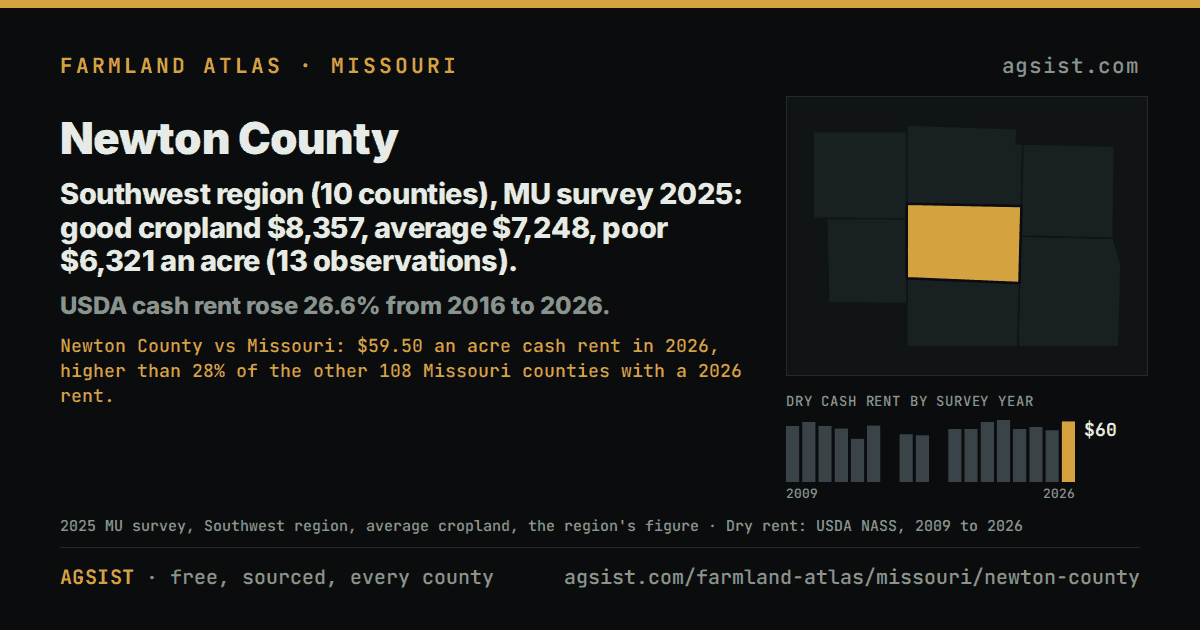 FARMLAND ATLAS · MISSOURI
agsist.com
Newton County
Southwest region (10 counties), MU survey 2025:
good cropland $8,357, average $7,248, poor
$6,321 an acre (13 observations).
USDA cash rent rose 26.6% from 2016 to 2026.
Newton County vs Missouri: $59.50 an acre cash rent in 2026,
higher than 28% of the other 108 Missouri counties with a 2026
rent.
DRY CASH RENT BY SURVEY YEAR
$60
2009 2026
2025 MU survey, Southwest region, average cropland, the region's figure · Dry rent: USDA NASS, 2009 to 2026
AGSIST · free, sourced, every county
agsist.com/farmland-atlas/missouri/newton-county